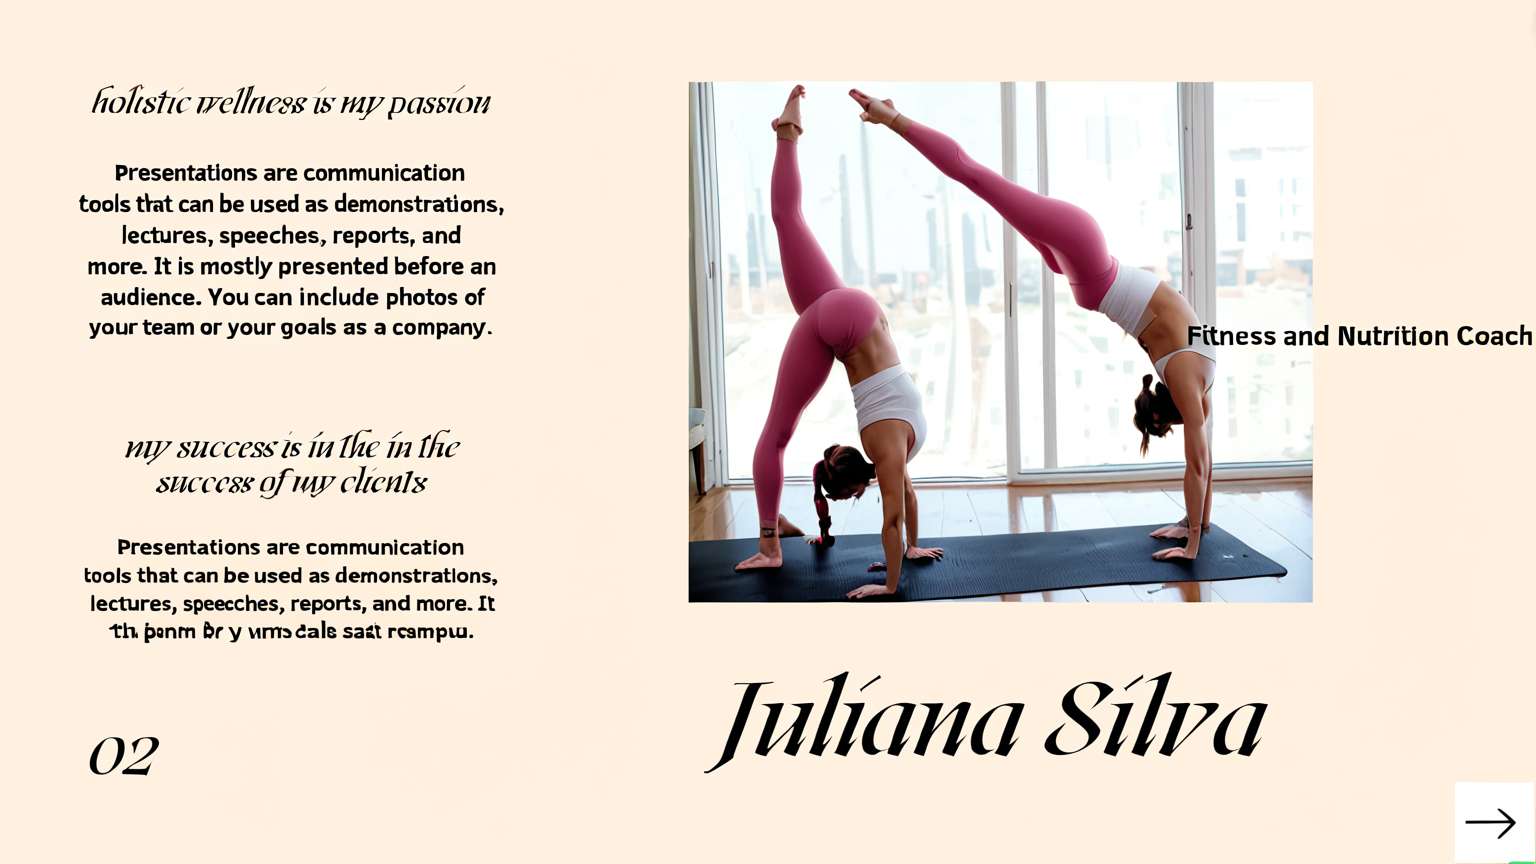 holistic wellness is my passion
Presentations are communication
tools that can be used as demonstrations,
lectures, speeches, reports, and
more. It is mostly presented before an
audience. You can include photos of
your team or your goals as a company.
my success is in the in the
success of my clients
Presentations are communication
tools that can be used as demonstrations,
lectures, speecches, reports, and more. It
02
Fitness and Nutrition Coach
Juliana Silva